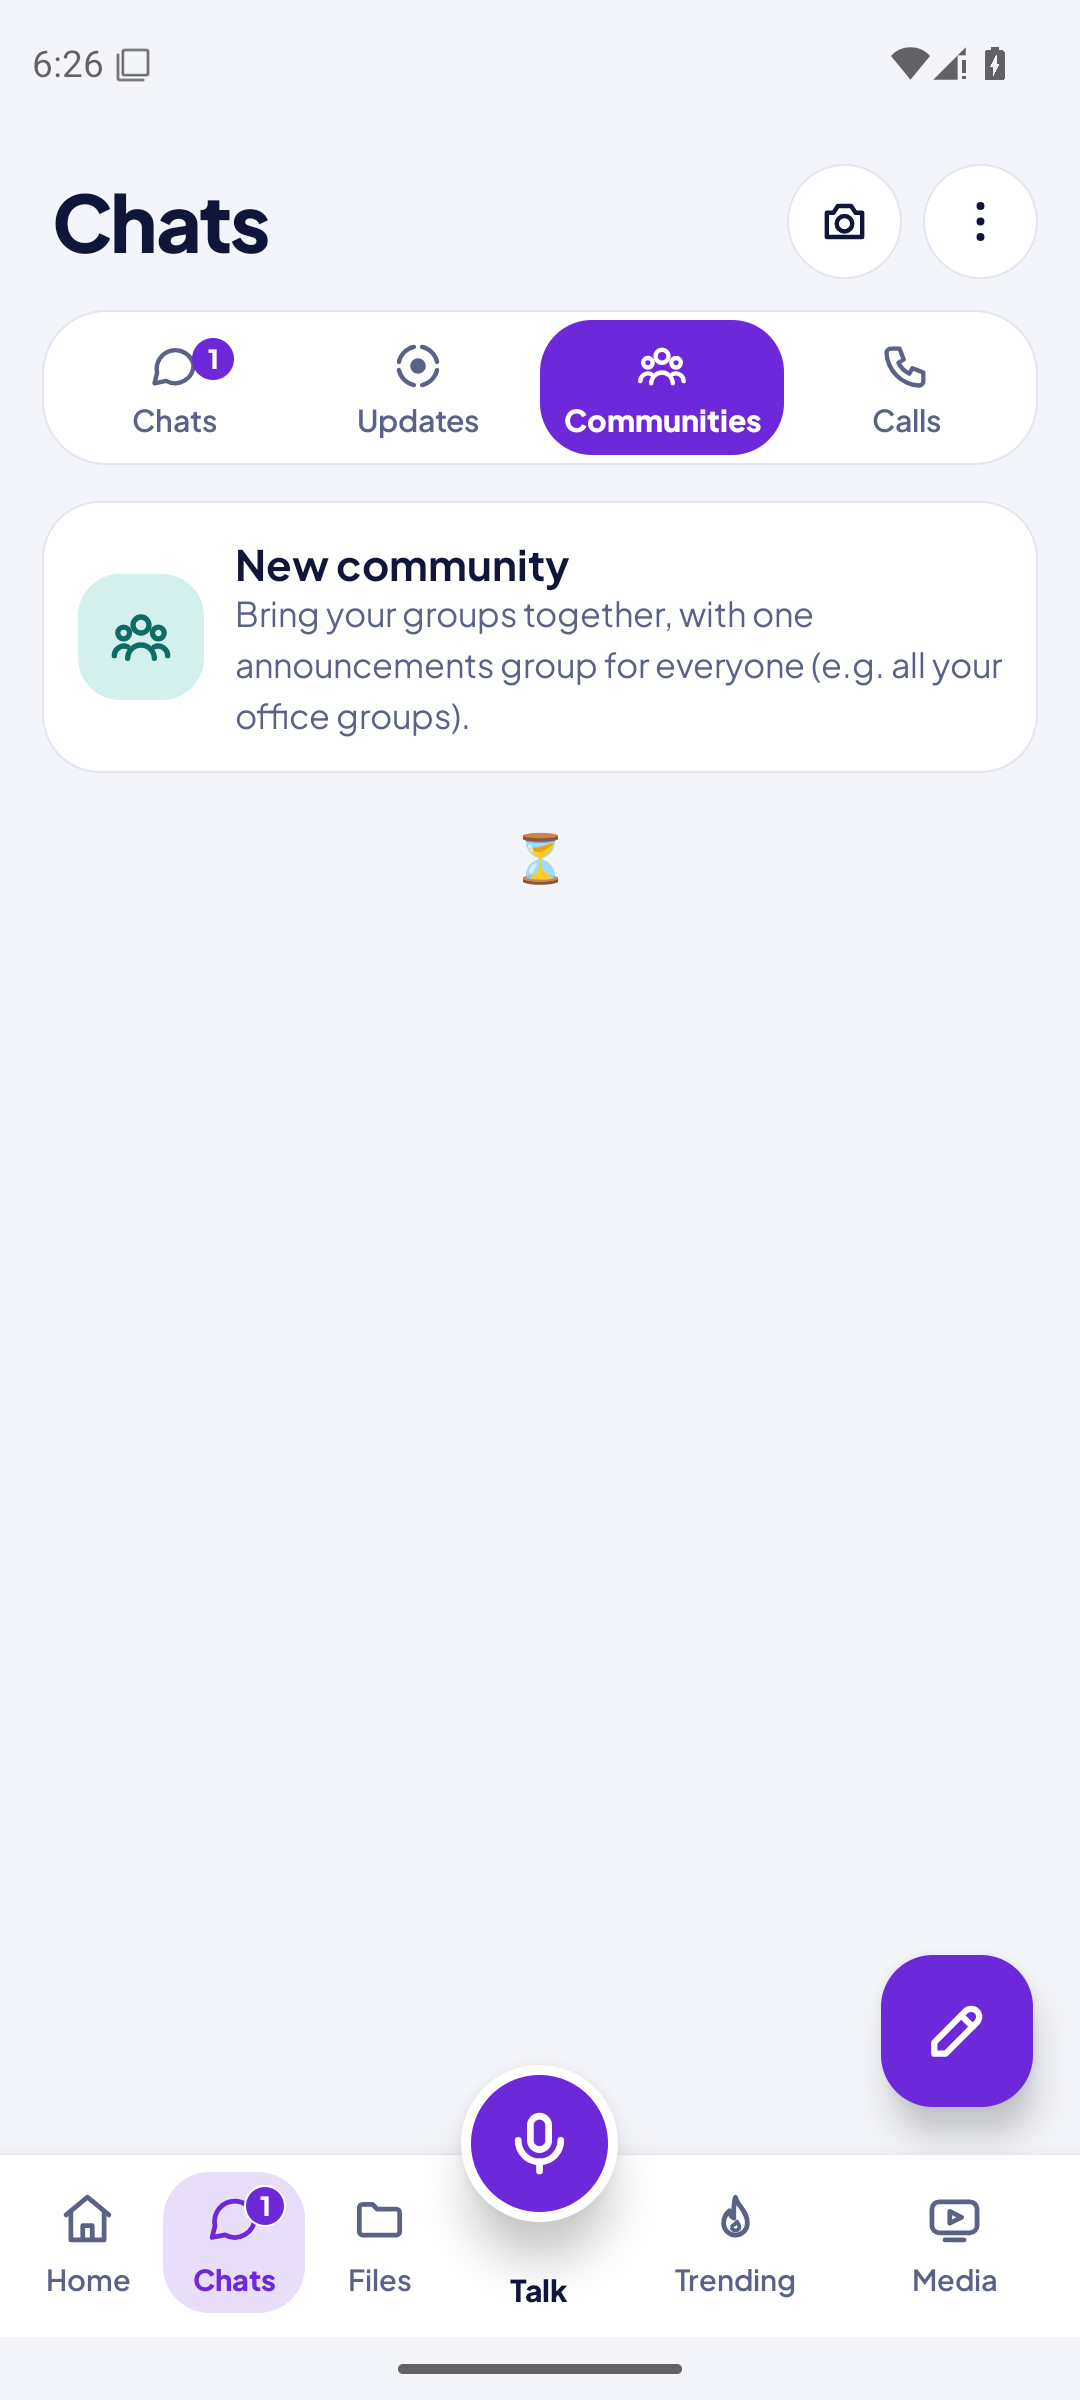 6:26
Chats
1
Chats
Updates
Communities
Calls
New community
Bring your groups together, with one
announcements group for everyone (e.g. all your
office groups).
1
Home
Chats
Files
Talk
Trending
Media